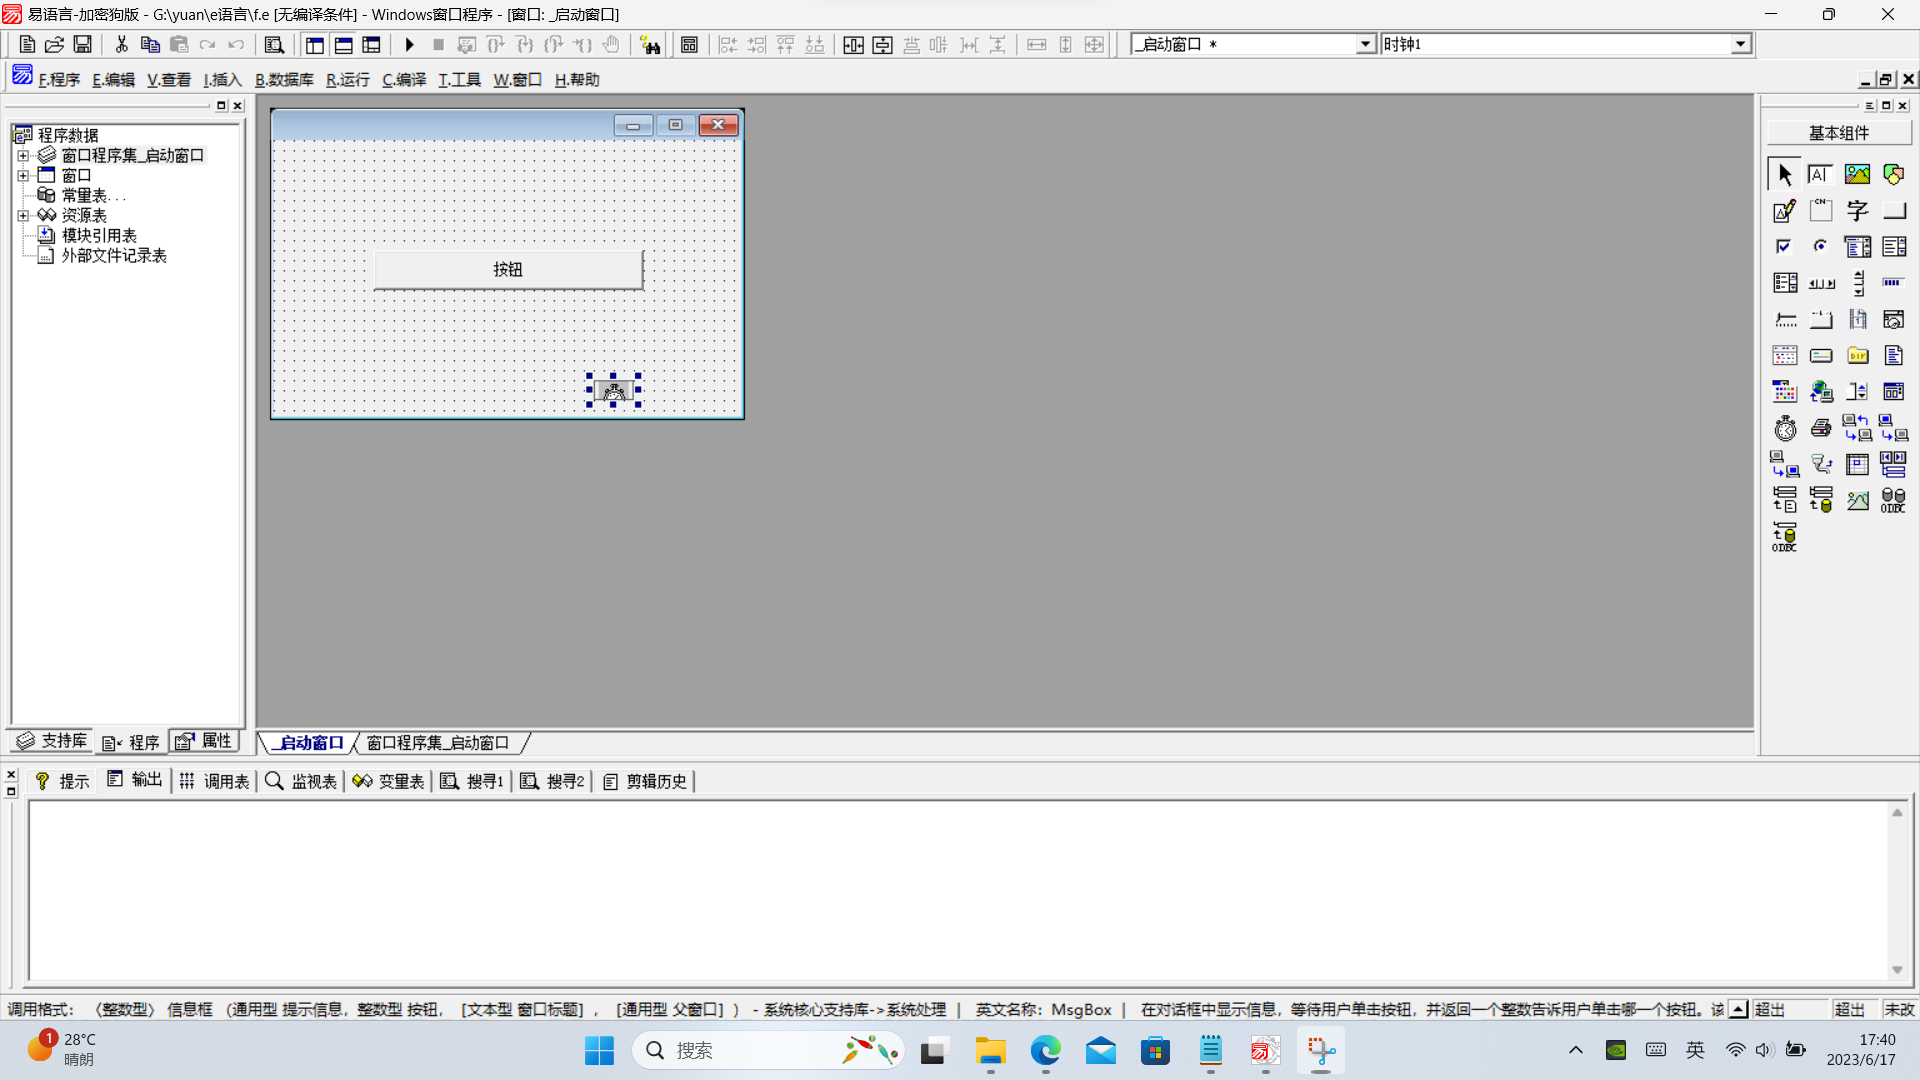 易语言-加密狗版 - G:\yuan\e语言\f.e [无编译条件] - Windows窗口程序 - [窗口: _启动窗口]
_启动窗口 *
时钟1
F.程序 E.编辑 V.查看 I.插入 B.数据库 R.运行 C.编译 T.工具 W.窗口 H.帮助
程序数据
窗口程序集_启动窗口
窗口
常量表...
资源表
模块引用表
外部文件记录表
按钮
基本组件
支持库 程序 属性
_启动窗口 窗口程序集_启动窗口
提示 输出 调用表 监视表 变量表 搜寻1 搜寻2 剪辑历史
调用格式: 〈整数型〉 信息框 （通用型 提示信息，整数型 按钮，[文本型 窗口标题]，[通用型 父窗口]） - 系统核心支持库->系统处理 | 英文名称: MsgBox | 在对话框中显示信息，等待用户单击按钮，并返回一个整数告诉用户单击哪一个按钮。该
超出 超出 未改
1
28°C
晴朗
搜索
英
17:40
2023/6/17